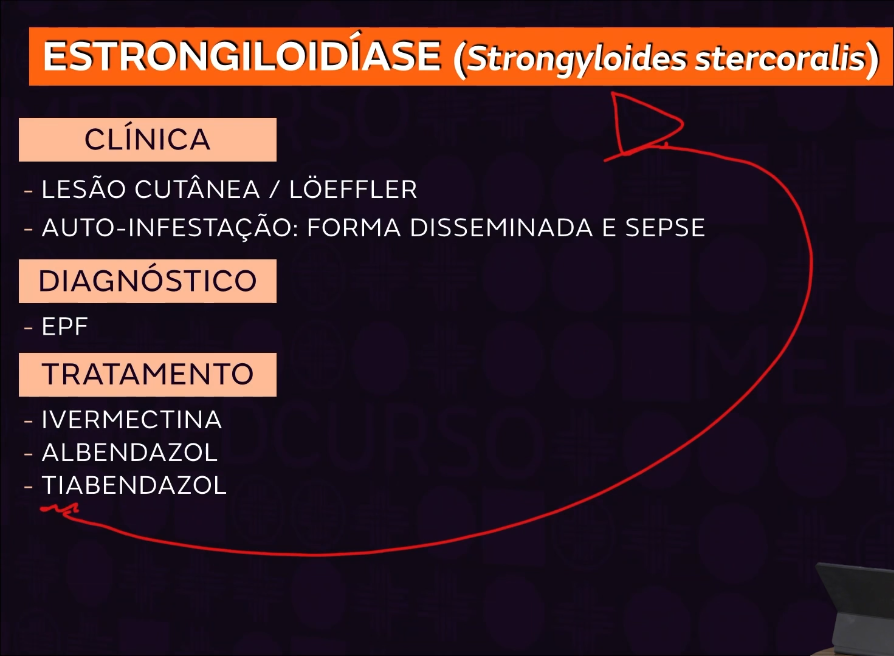 ESTRONGILOIDÍASE (Strongyloides stercoralis)
CLÍNICA
- LESÃO CUTÂNEA / LÖEFFLER
- AUTO-INFESTAÇÃO: FORMA DISSEMINADA E SEPSE
DIAGNÓSTICO
- EPF
TRATAMENTO
- IVERMECTINA
- ALBENDAZOL
- TIABENDAZOL